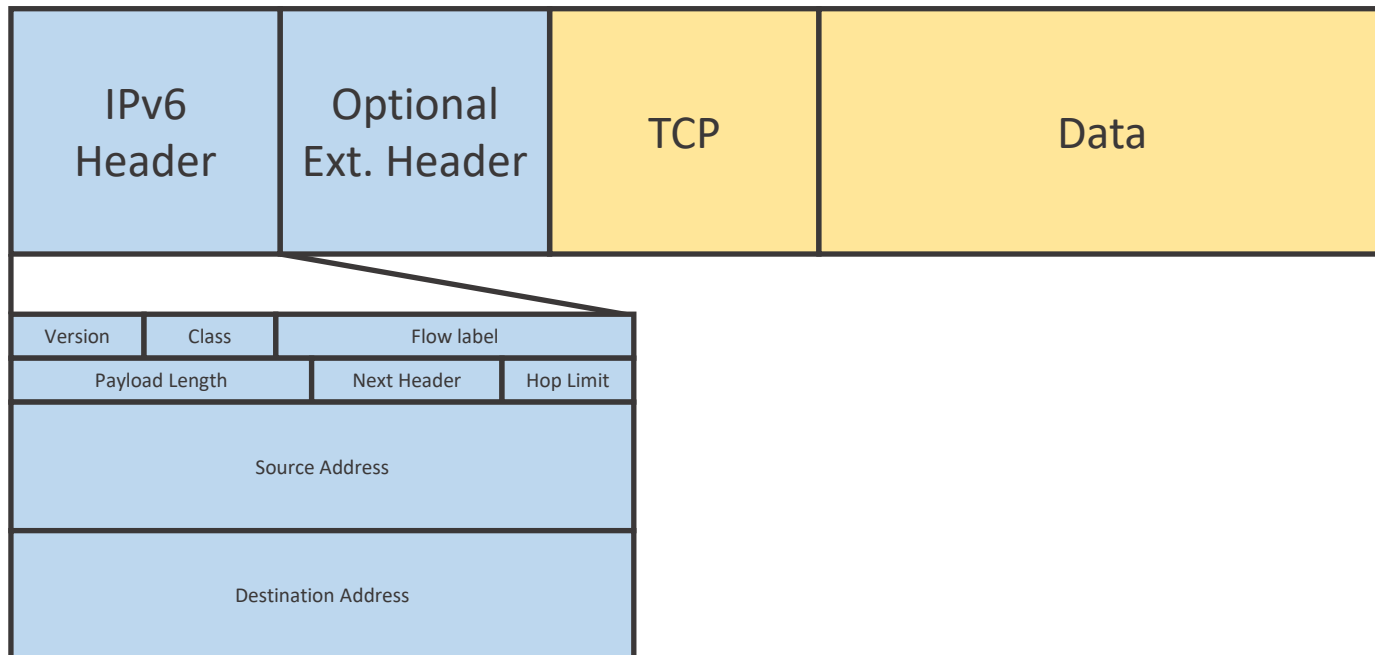 IPv6
Header
Optional
Ext. Header
TCP
Data
Version
Class
Flow label
Payload Length
Next Header
Hop Limit
Source Address
Destination Address